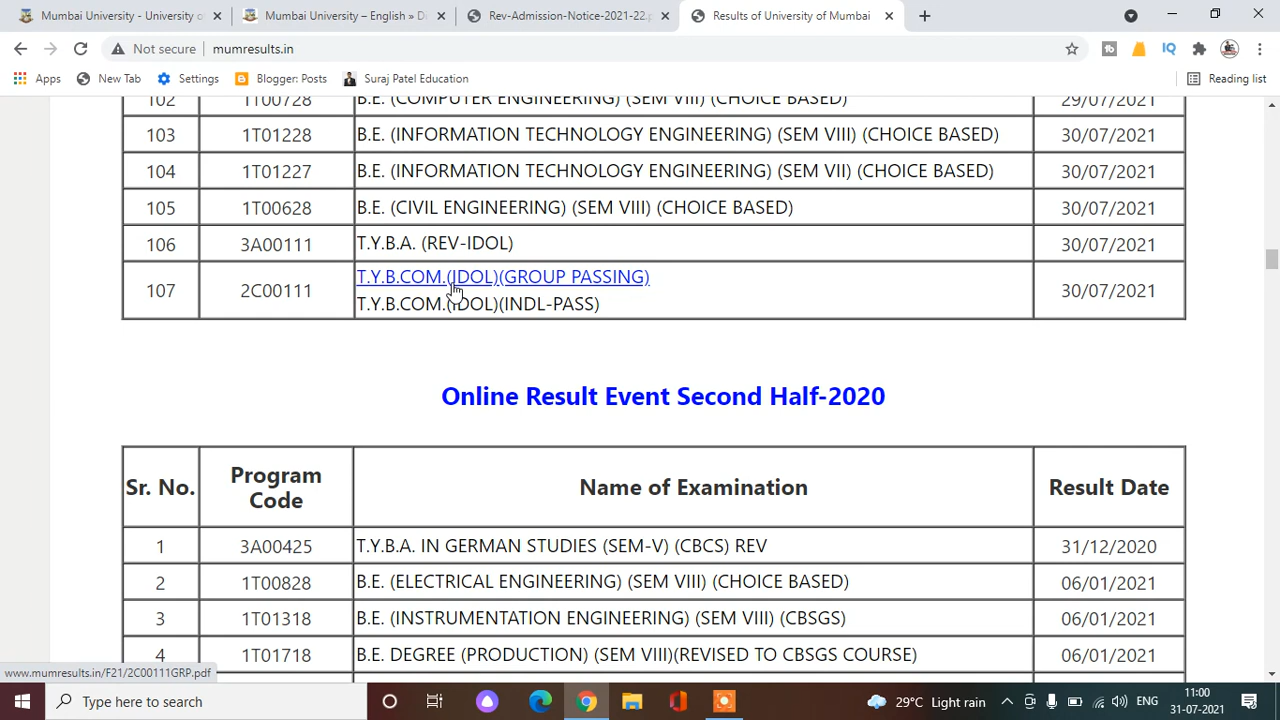 Mumbai University - University o
Mumbai University – English » D
Rev-Admission-Notice-2021-22.p
Results of University of Mumbai
Not secure | mumresults.in
Apps New Tab Settings Blogger: Posts Suraj Patel Education Reading list
102 1T00728 B.E. (COMPUTER ENGINEERING) (SEM VIII) (CHOICE BASED) 29/07/2021
103 1T01228 B.E. (INFORMATION TECHNOLOGY ENGINEERING) (SEM VIII) (CHOICE BASED) 30/07/2021
104 1T01227 B.E. (INFORMATION TECHNOLOGY ENGINEERING) (SEM VII) (CHOICE BASED) 30/07/2021
105 1T00628 B.E. (CIVIL ENGINEERING) (SEM VIII) (CHOICE BASED) 30/07/2021
106 3A00111 T.Y.B.A. (REV-IDOL) 30/07/2021
107 2C00111 T.Y.B.COM.(IDOL)(GROUP PASSING) 30/07/2021
T.Y.B.COM.(IDOL)(INDL-PASS)
Online Result Event Second Half-2020
Sr. No. Program Code Name of Examination Result Date
1 3A00425 T.Y.B.A. IN GERMAN STUDIES (SEM-V) (CBCS) REV 31/12/2020
2 1T00828 B.E. (ELECTRICAL ENGINEERING) (SEM VIII) (CHOICE BASED) 06/01/2021
3 1T01318 B.E. (INSTRUMENTATION ENGINEERING) (SEM VIII) (CBSGS) 06/01/2021
4 1T01718 B.E. DEGREE (PRODUCTION) (SEM VIII)(REVISED TO CBSGS COURSE) 06/01/2021
www.mumresults.in/F21/2C00111GRP.pdf
Type here to search
29°C Light rain
ENG
11:00
31-07-2021